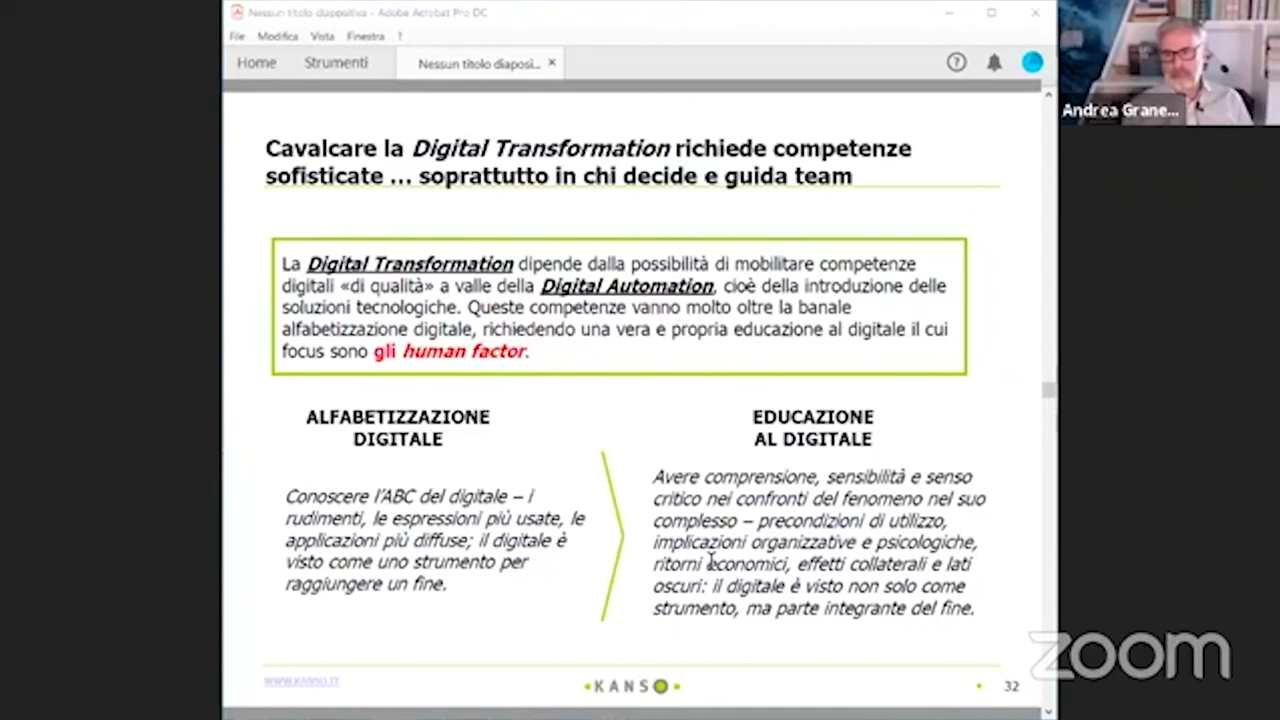 Nessun titolo diapositiva - Adobe Acrobat Pro DC
File Modifica Vista Finestra ?
Home Strumenti Nessun titolo diaposi... ×
Andrea Grane...
Cavalcare la Digital Transformation richiede competenze
sofisticate ... soprattutto in chi decide e guida team
La Digital Transformation dipende dalla possibilità di mobilitare competenze
digitali «di qualità» a valle della Digital Automation, cioè della introduzione delle
soluzioni tecnologiche. Queste competenze vanno molto oltre la banale
alfabetizzazione digitale, richiedendo una vera e propria educazione al digitale il cui
focus sono gli human factor.
ALFABETIZZAZIONE
DIGITALE
Conoscere l'ABC del digitale – i
rudimenti, le espressioni più usate, le
applicazioni più diffuse; il digitale è
visto come uno strumento per
raggiungere un fine.
EDUCAZIONE
AL DIGITALE
Avere comprensione, sensibilità e senso
critico nei confronti del fenomeno nel suo
complesso – precondizioni di utilizzo,
implicazioni organizzative e psicologiche,
ritorni economici, effetti collaterali e lati
oscuri: il digitale è visto non solo come
strumento, ma parte integrante del fine.
WWW.KANSO.IT
KANSO
32
zoom